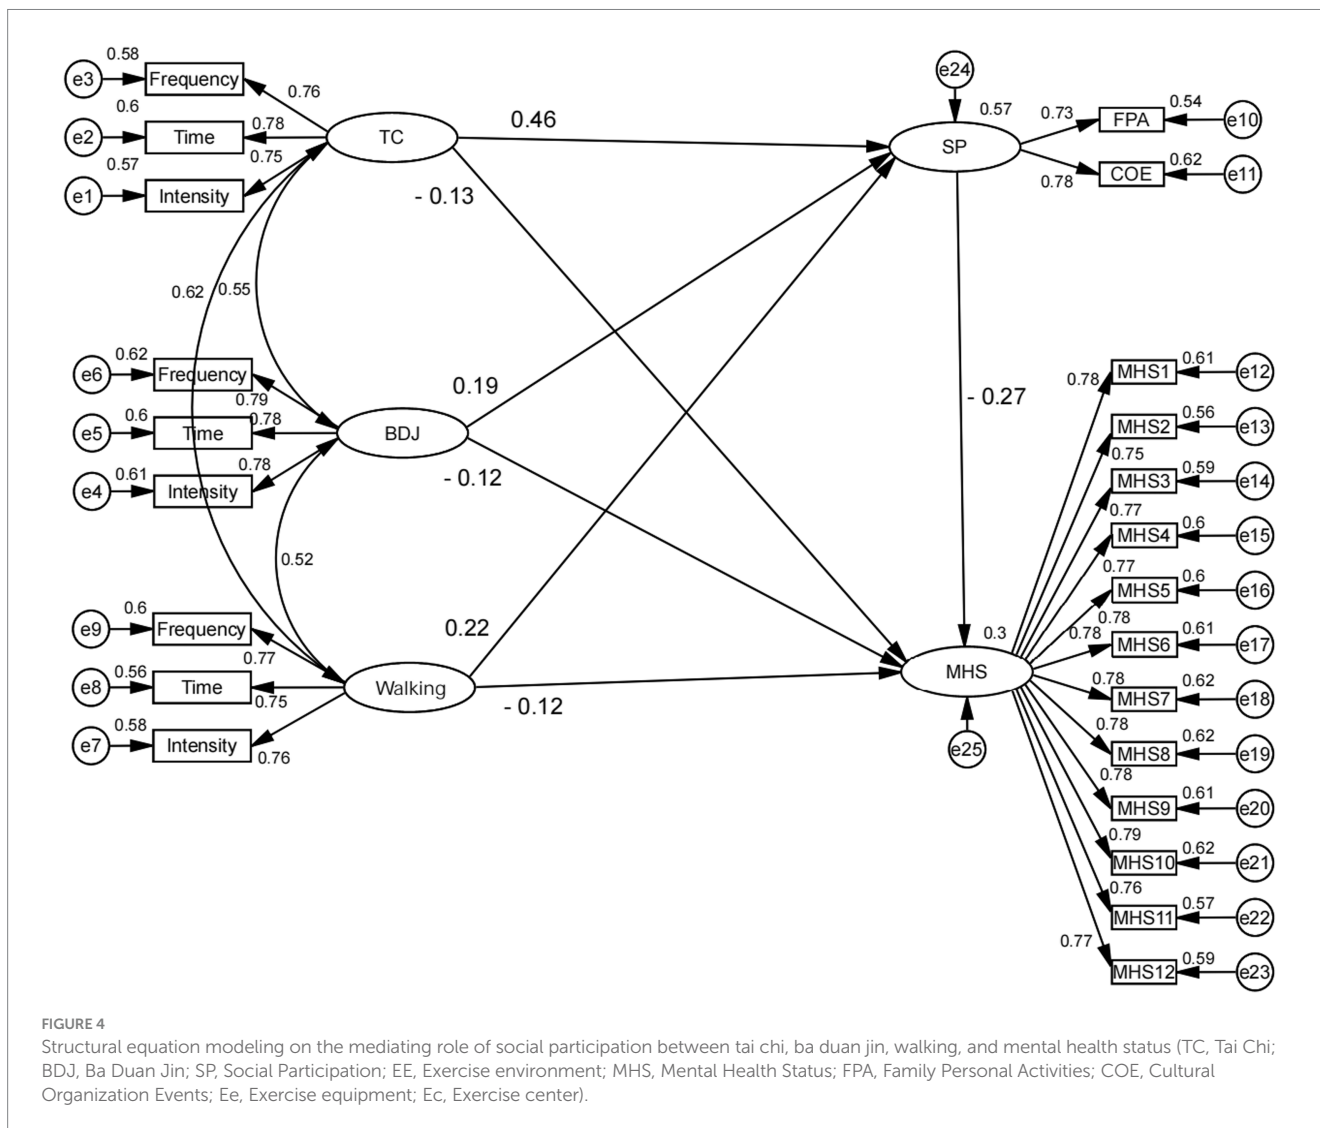 e3
0.58
Frequency
0.76
e2
0.6
Time
0.78
e1
0.57
Intensity
0.75
TC
0.46
- 0.13
e24
0.57
SP
0.73
FPA
0.54
e10
0.78
COE
0.62
e11
0.62
0.55
e6
0.62
Frequency
0.79
e5
0.6
Time
0.78
e4
0.61
Intensity
0.78
BDJ
0.19
- 0.12
- 0.27
0.52
e9
0.6
Frequency
0.77
e8
0.56
Time
0.75
e7
0.58
Intensity
0.76
Walking
0.22
- 0.12
0.3
MHS
e25
0.78
MHS1
0.61
e12
MHS2
0.56
e13
0.75
MHS3
0.59
e14
0.77
MHS4
0.6
e15
0.77
MHS5
0.6
e16
0.78
0.78
MHS6
0.61
e17
0.78
MHS7
0.62
e18
0.78
MHS8
0.62
e19
0.78
MHS9
0.61
e20
0.79
MHS10
0.62
e21
0.76
MHS11
0.57
e22
0.77
MHS12
0.59
e23
FIGURE 4
Structural equation modeling on the mediating role of social participation between tai chi, ba duan jin, walking, and mental health status (TC, Tai Chi;
BDJ, Ba Duan Jin; SP, Social Participation; EE, Exercise environment; MHS, Mental Health Status; FPA, Family Personal Activities; COE, Cultural
Organization Events; Ee, Exercise equipment; Ec, Exercise center).